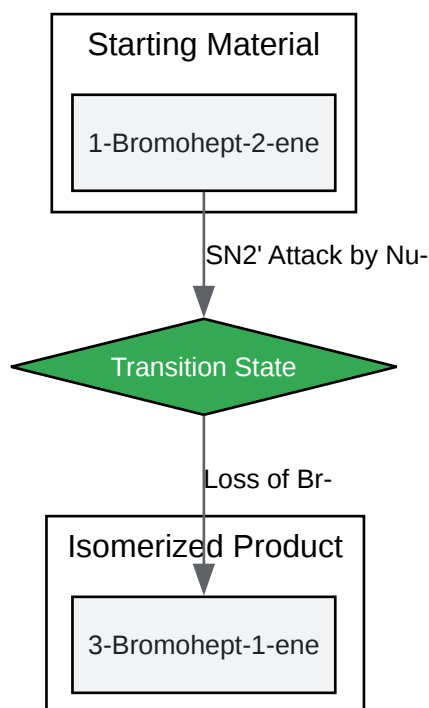 Starting Material
1-Bromohept-2-ene
SN2' Attack by Nu-
Transition State
Loss of Br-
Isomerized Product
3-Bromohept-1-ene